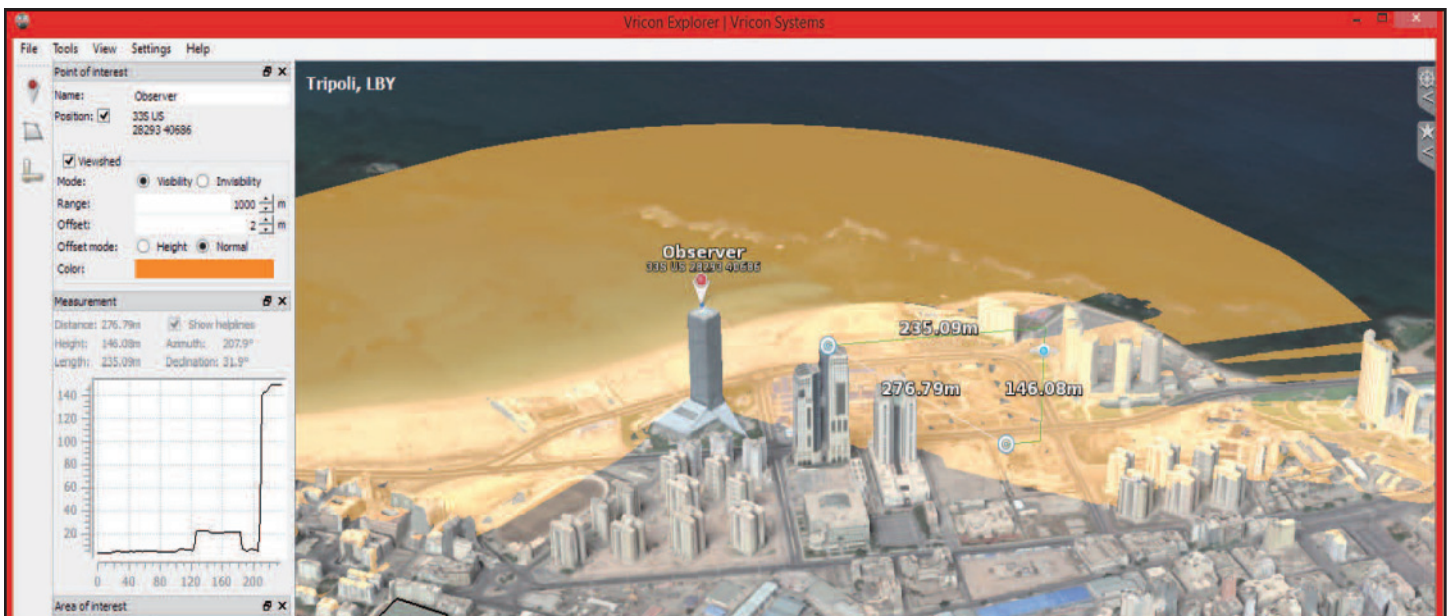 Vricon Explorer | Vricon Systems
File Tools View Settings Help
Point of interest
Name: Observer
Position: 33S US
28293 40686
Viewshed
Mode: Visibility Invisibility
Range: 1000 m
Offset: 2 m
Offset mode: Height Normal
Color:
Measurement
Distance: 276.79m Show helplines
Height: 146.08m Azimuth: 207.9°
Length: 235.09m Declination: 31.9°
140
120
100
80
60
40
20
0 40 80 120 160 200
Area of interest
Tripoli, LBY
Observer
33S US 28293 40686
235.09m
276.79m 146.08m